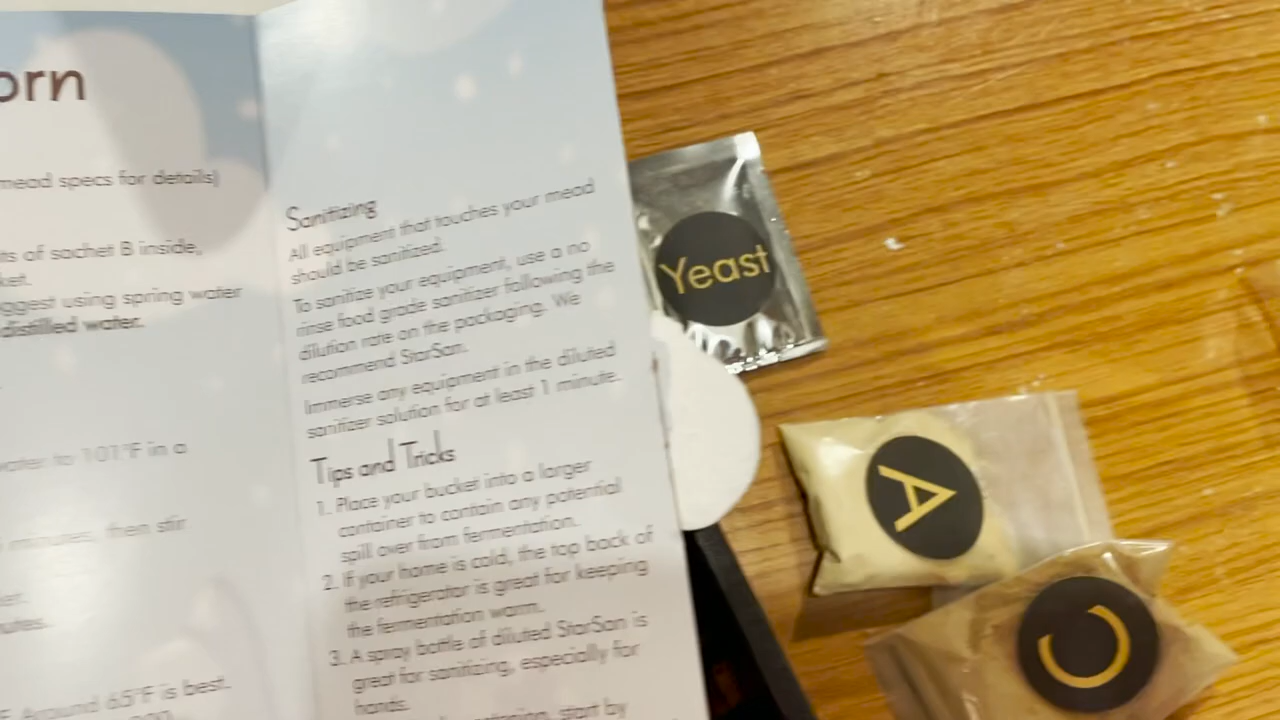 orn
mead specs for details)
ts of sachet B inside,
ket.
ggest using spring water
distilled water.
water to 101°F in a
minutes, then stir
Around 65°F is best.
Sanitizing
All equipment that touches your mead
should be sanitized.
To sanitize your equipment, use a no
rinse food grade sanitizer following the
dilution rate on the packaging. We
recommend StarSan.
Immerse any equipment in the diluted
sanitizer solution for at least 1 minute.
Tips and Tricks
1. Place your bucket into a larger
container to contain any potential
spill over from fermentation.
2. If your home is cold, the top back of
the refrigerator is great for keeping
the fermentation warm.
3. A spray bottle of diluted StarSan is
great for sanitizing, especially for
hands.
start by
Yeast
A
C